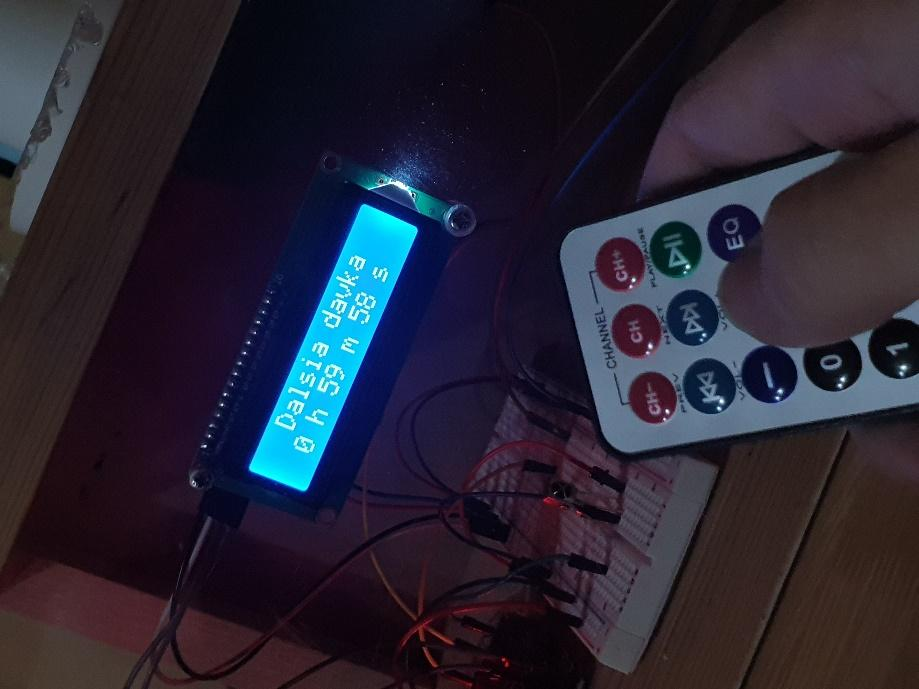 Dalsia davka
0 h 59 m 58 s
CHANNEL
CH- CH CH+
PREV NEXT PLAY/PAUSE
VOL-
EQ
0
1